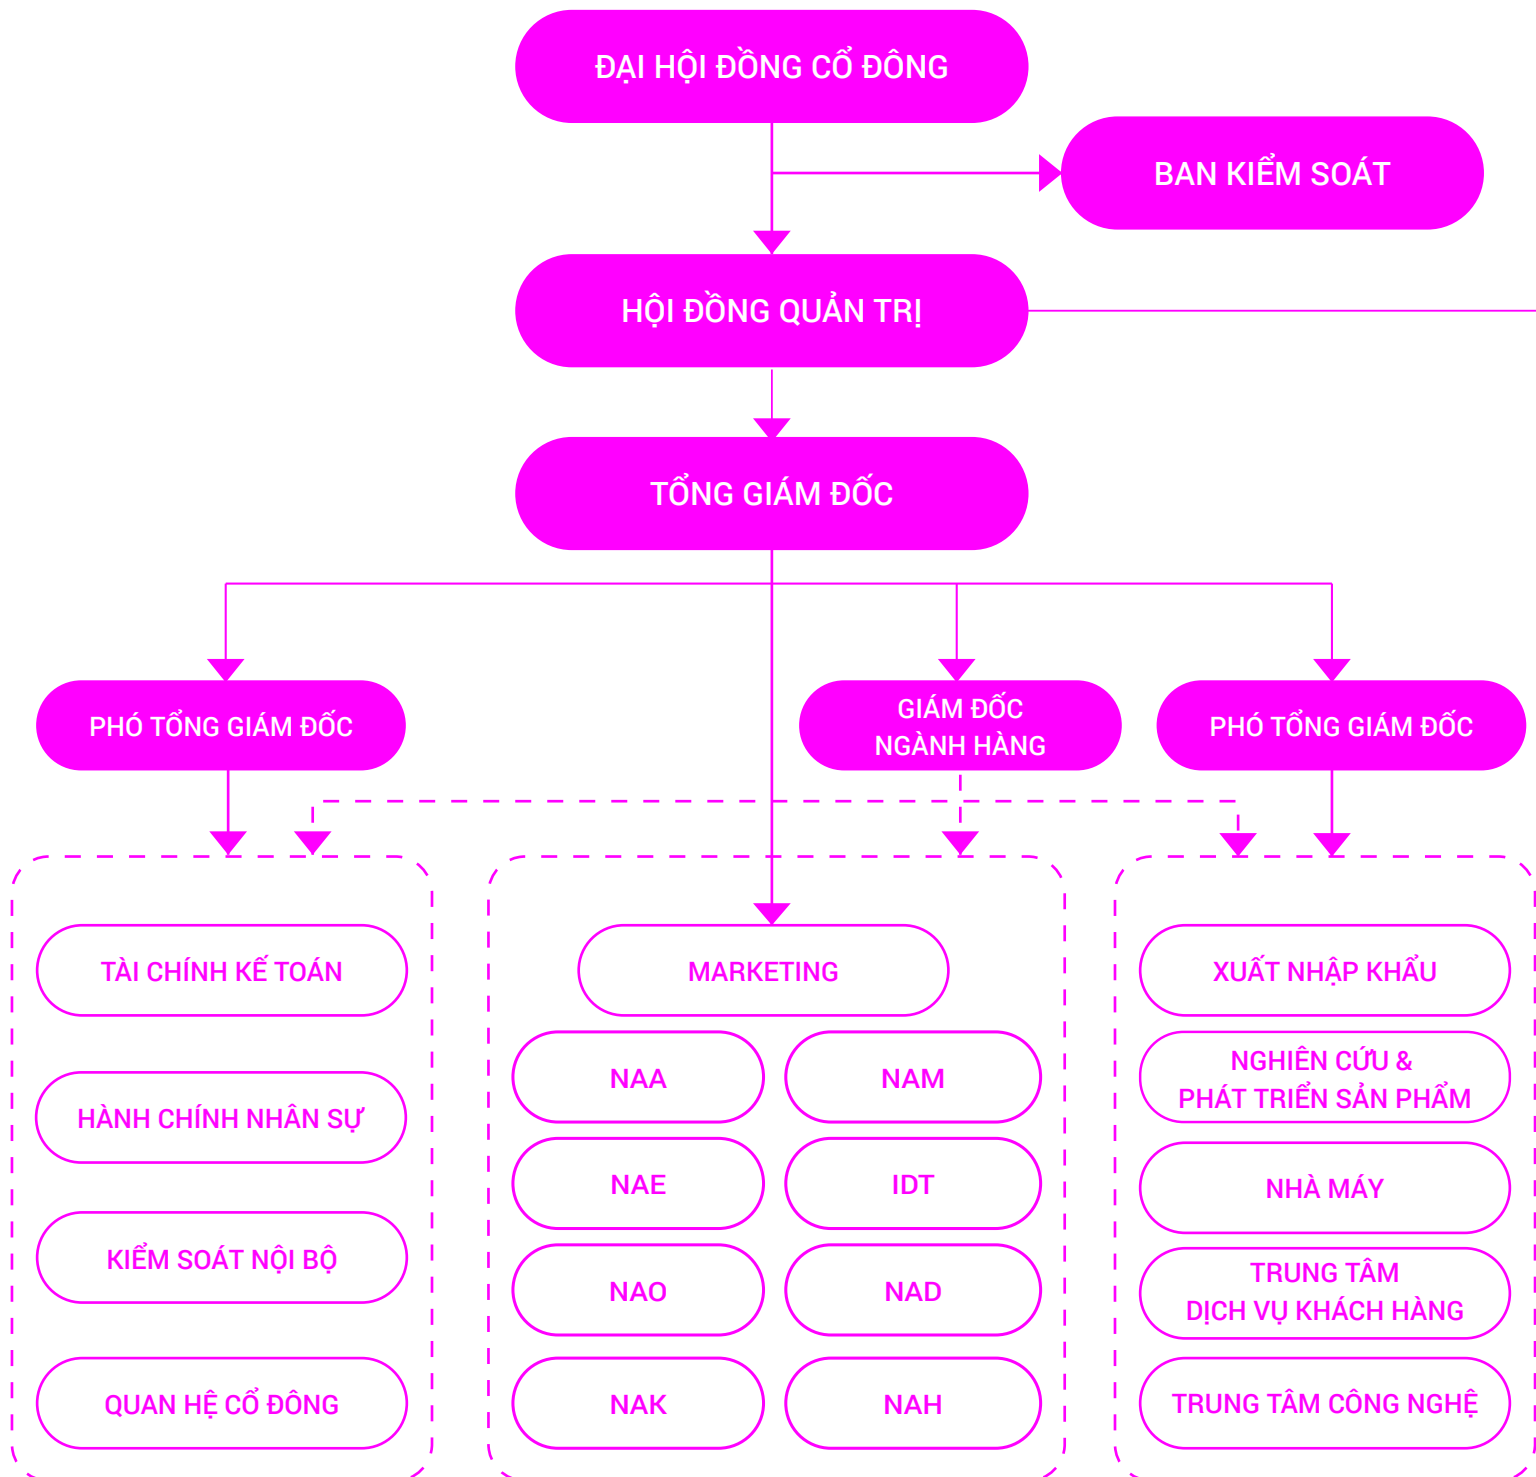 ĐẠI HỘI ĐỒNG CỔ ĐÔNG
BAN KIỂM SOÁT
HỘI ĐỒNG QUẢN TRỊ
TỔNG GIÁM ĐỐC
PHÓ TỔNG GIÁM ĐỐC
GIÁM ĐỐC
NGÀNH HÀNG
PHÓ TỔNG GIÁM ĐỐC
TÀI CHÍNH KẾ TOÁN
HÀNH CHÍNH NHÂN SỰ
KIỂM SOÁT NỘI BỘ
QUAN HỆ CỔ ĐÔNG
MARKETING
NAA
NAM
NAE
IDT
NAO
NAD
NAK
NAH
XUẤT NHẬP KHẨU
NGHIÊN CỨU &
PHÁT TRIỂN SẢN PHẨM
NHÀ MÁY
TRUNG TÂM
DỊCH VỤ KHÁCH HÀNG
TRUNG TÂM CÔNG NGHỆ